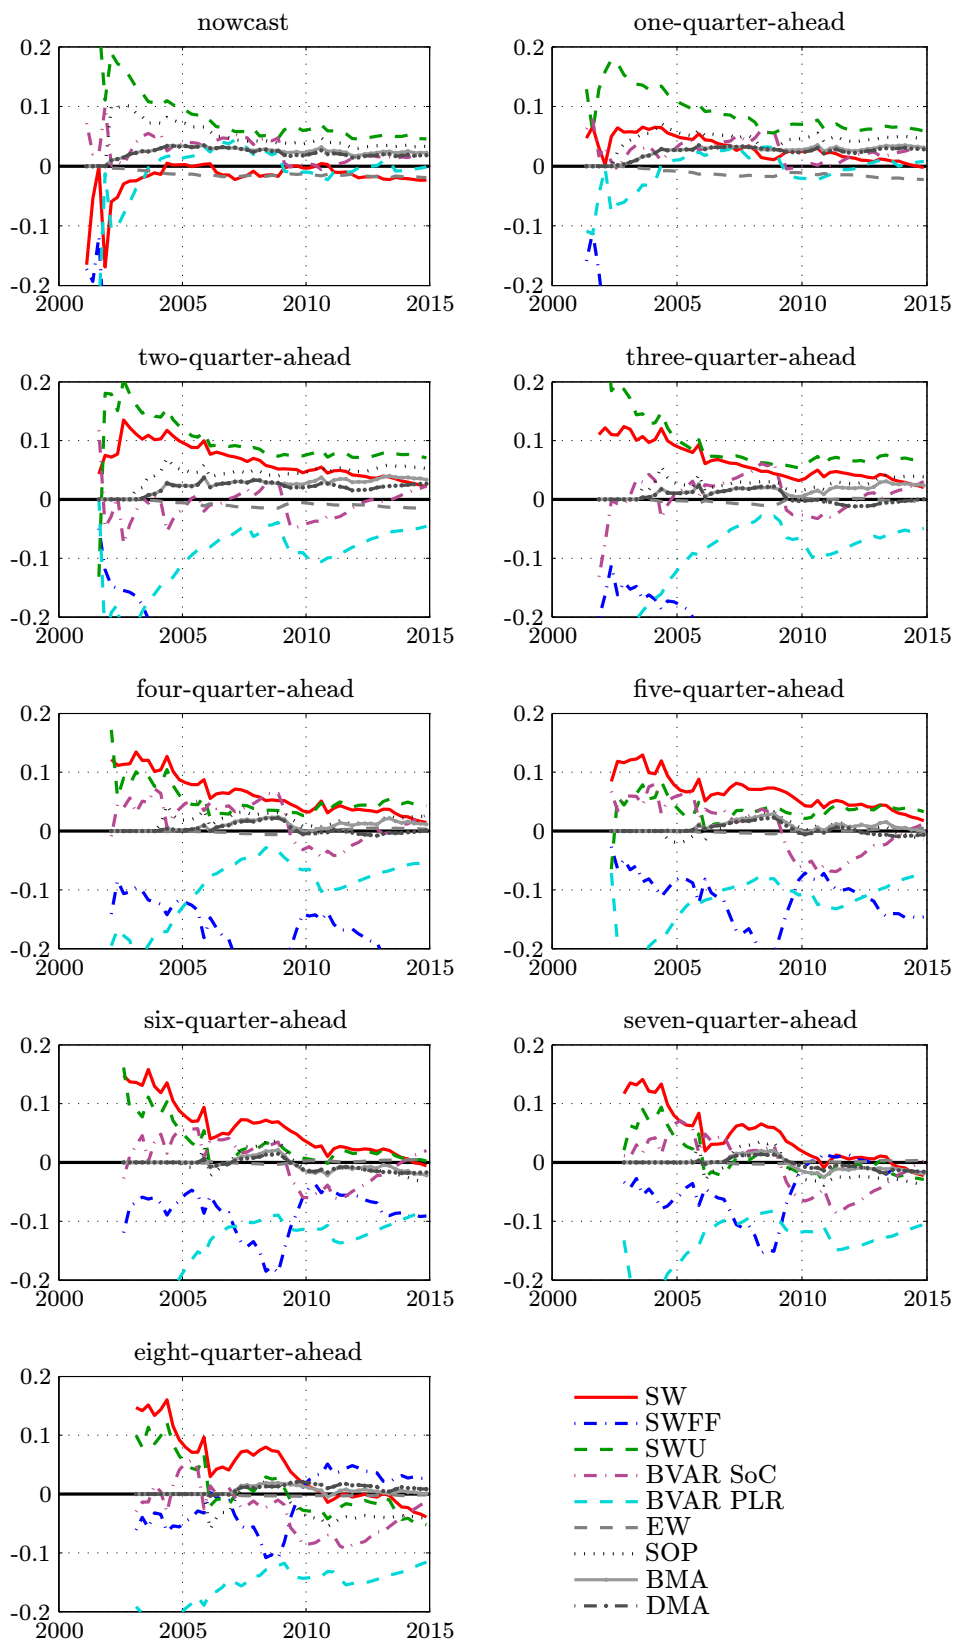 nowcast
one-quarter-ahead
0.2
0.1
0
-0.1
-0.2
2000 2005 2010 2015
0.2
0.1
0
-0.1
-0.2
2000 2005 2010 2015
two-quarter-ahead
three-quarter-ahead
0.2
0.1
0
-0.1
-0.2
2000 2005 2010 2015
0.2
0.1
0
-0.1
-0.2
2000 2005 2010 2015
four-quarter-ahead
five-quarter-ahead
0.2
0.1
0
-0.1
-0.2
2000 2005 2010 2015
0.2
0.1
0
-0.1
-0.2
2000 2005 2010 2015
six-quarter-ahead
seven-quarter-ahead
0.2
0.1
0
-0.1
-0.2
2000 2005 2010 2015
0.2
0.1
0
-0.1
-0.2
2000 2005 2010 2015
eight-quarter-ahead
0.2
0.1
0
-0.1
-0.2
2000 2005 2010 2015
SW
SWFF
SWU
BVAR SoC
BVAR PLR
EW
SOP
BMA
DMA